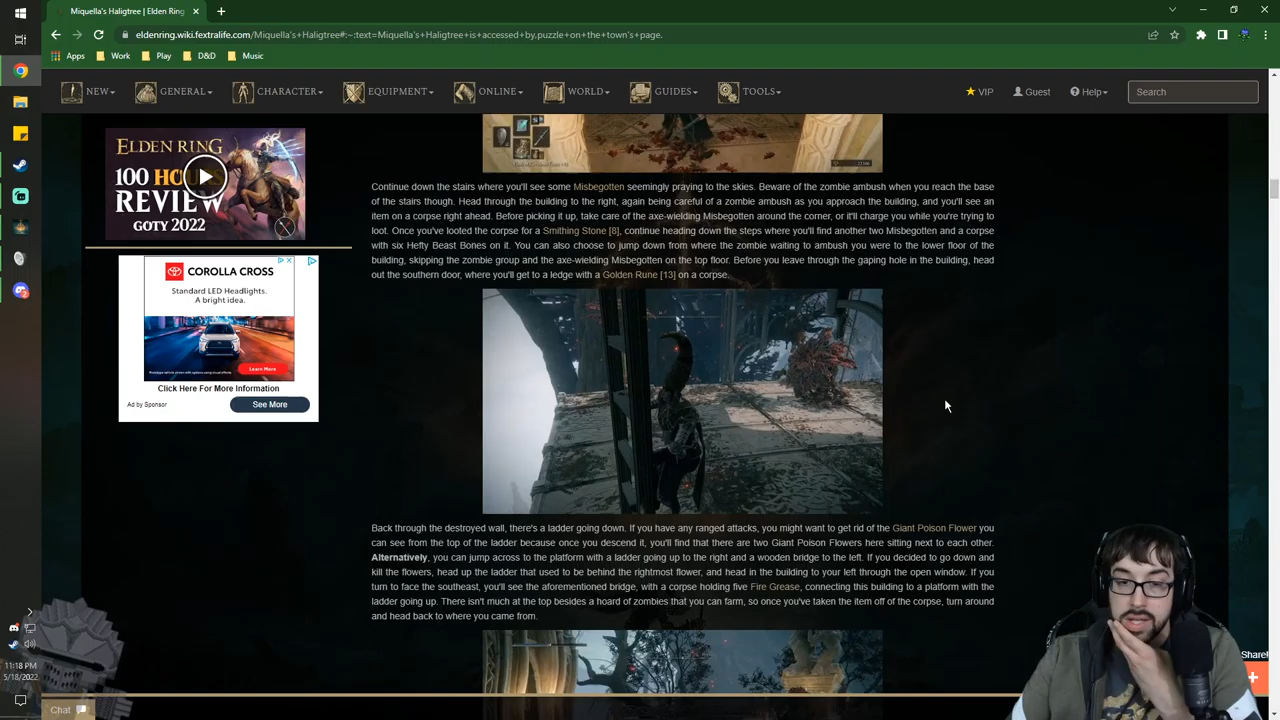 Miquella's Haligtree | Elden Ring
eldenring.wiki.fextralife.com/Miquella's+Haligtree#:~:text=Miquella's Haligtree+is+accessed+by,puzzle+on+the+town's+page.
Apps Work Play D&D Music
NEW GENERAL CHARACTER EQUIPMENT ONLINE WORLD GUIDES TOOLS VIP Guest Help Search
ELDEN RING
100 HO
REVIEW
GOTY 2022
COROLLA CROSS
Standard LED Headlights.
A bright idea.
Learn More
Click Here For More Information
Ad by Sponsor See More
Continue down the stairs where you'll see some Misbegotten seemingly praying to the skies. Beware of the zombie ambush when you reach the base
of the stairs though. Head through the building to the right, again being careful of a zombie ambush as you approach the building, and you'll see an
item on a corpse right ahead. Before picking it up, take care of the axe-wielding Misbegotten around the corner, or it'll charge you while you're trying to
loot. Once you've looted the corpse for a Smithing Stone [8], continue heading down the steps where you'll find another two Misbegotten and a corpse
with six Hefty Beast Bones on it. You can also choose to jump down from where the zombie waiting to ambush you were to the lower floor of the
building, skipping the zombie group and the axe-wielding Misbegotten on the top floor. Before you leave through the gaping hole in the building, head
out the southern door, where you'll get to a ledge with a Golden Rune [13] on a corpse.
Back through the destroyed wall, there's a ladder going down. If you have any ranged attacks, you might want to get rid of the Giant Poison Flower you
can see from the top of the ladder because once you descend it, you'll find that there are two Giant Poison Flowers here sitting next to each other.
Alternatively, you can jump across to the platform with a ladder going up to the right and a wooden bridge to the left. If you decided to go down and
kill the flowers, head up the ladder that used to be behind the rightmost flower, and head in the building to your left through the open window. If you
turn to face the southeast, you'll see the aforementioned bridge, with a corpse holding five Fire Grease, connecting this building to a platform with the
ladder going up. There isn't much at the top besides a hoard of zombies that you can farm, so once you've taken the item off of the corpse, turn around
and head back to where you came from.
11:18 PM
5/18/2022
Chat
Share